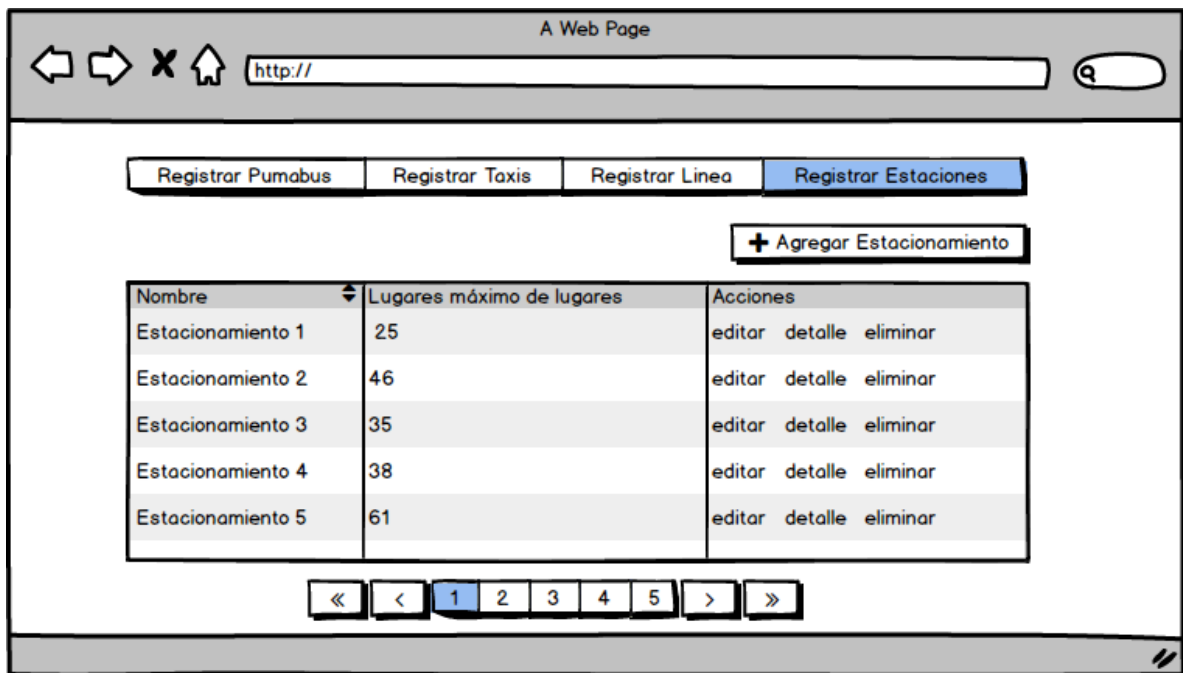 A Web Page
http://
Registrar Pumabus Registrar Taxis Registrar Linea Registrar Estaciones
+ Agregar Estacionamiento
Nombre Lugares máximo de lugares Acciones
Estacionamiento 1 25 editar detalle eliminar
Estacionamiento 2 46 editar detalle eliminar
Estacionamiento 3 35 editar detalle eliminar
Estacionamiento 4 38 editar detalle eliminar
Estacionamiento 5 61 editar detalle eliminar
« < 1 2 3 4 5 > »